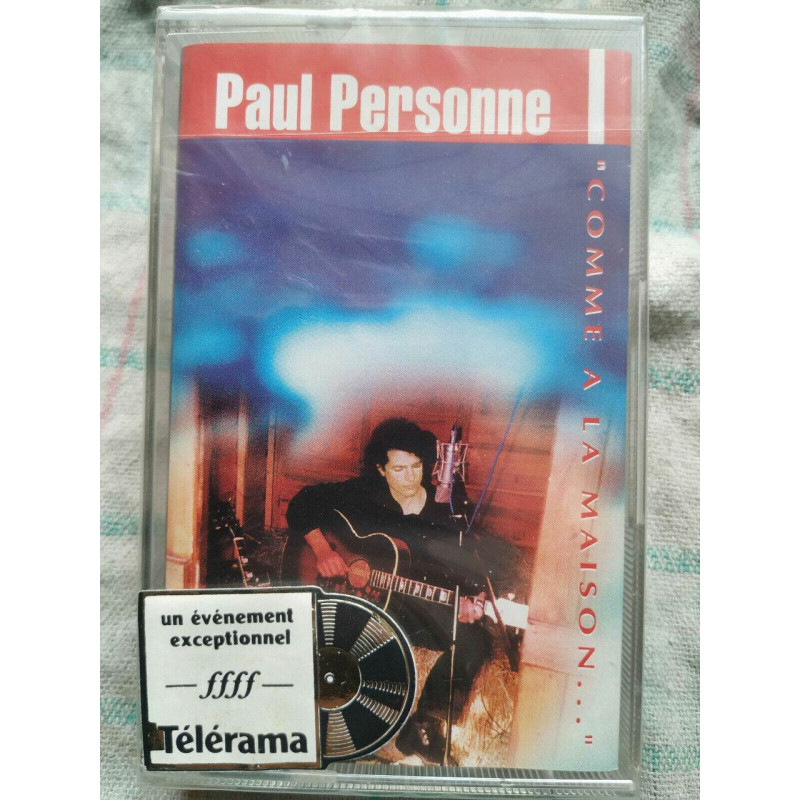 Paul Personne
"COMME A LA MAISON..."
un événement
exceptionnel
— ffff —
Télérama